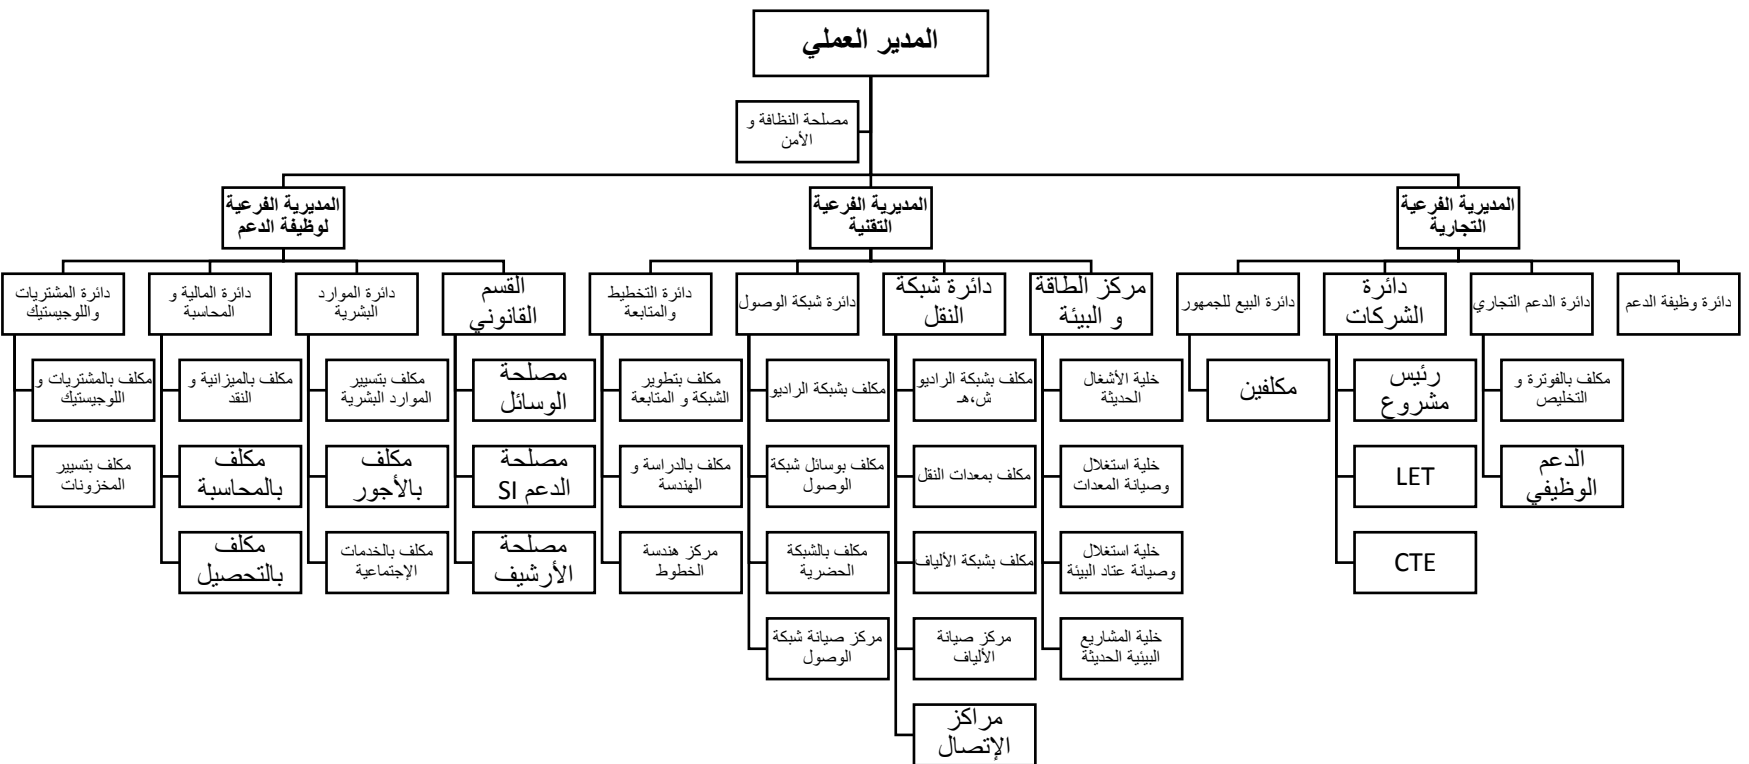 المدير العملي
مصلحة النظافة و
الأمن
المديرية الفرعية
التجارية
المديرية الفرعية
التقنية
المديرية الفرعية
لوظيفة الدعم
دائرة وظيفة الدعم
دائرة الدعم التجاري
دائرة
الشركات
دائرة البيع للجمهور
مركز الطاقة
و البيئة
دائرة شبكة
النقل
دائرة شبكة الوصول
دائرة التخطيط
والمتابعة
القسم
القانوني
دائرة الموارد
البشرية
دائرة المالية و
المحاسبة
دائرة المشتريات
واللوجيستيك
مكلف بالفوترة و
التخليص
رئيس
مشروع
مكلفين
خلية الأشغال
الحديثة
مكلف بشبكة الراديو
ش،هـ
مكلف بشبكة الراديو
مكلف بتطوير
الشبكة و المتابعة
مصلحة
الوسائل
مكلف بتسيير
الموارد البشرية
مكلف بالميزانية و
النقد
مكلف بالمشتريات و
اللوجيستيك
الدعم
الوظيفي
LET
خلية استغلال
وصيانة المعدات
مكلف بمعدات النقل
مكلف بوسائل شبكة
الوصول
مكلف بالدراسة و
الهندسة
مصلحة
الدعم SI
مكلف
بالأجور
مكلف
بالمحاسبة
مكلف بتسيير
المخزونات
CTE
خلية استغلال
وصيانة عتاد البيئة
مكلف بشبكة الألياف
مكلف بالشبكة
الحضرية
مركز هندسة
الخطوط
مصلحة
الأرشيف
مكلف بالخدمات
الإجتماعية
مكلف
بالتحصيل
خلية المشاريع
البيئية الحديثة
مركز صيانة
الألياف
مركز صيانة شبكة
الوصول
مراكز
الإتصال